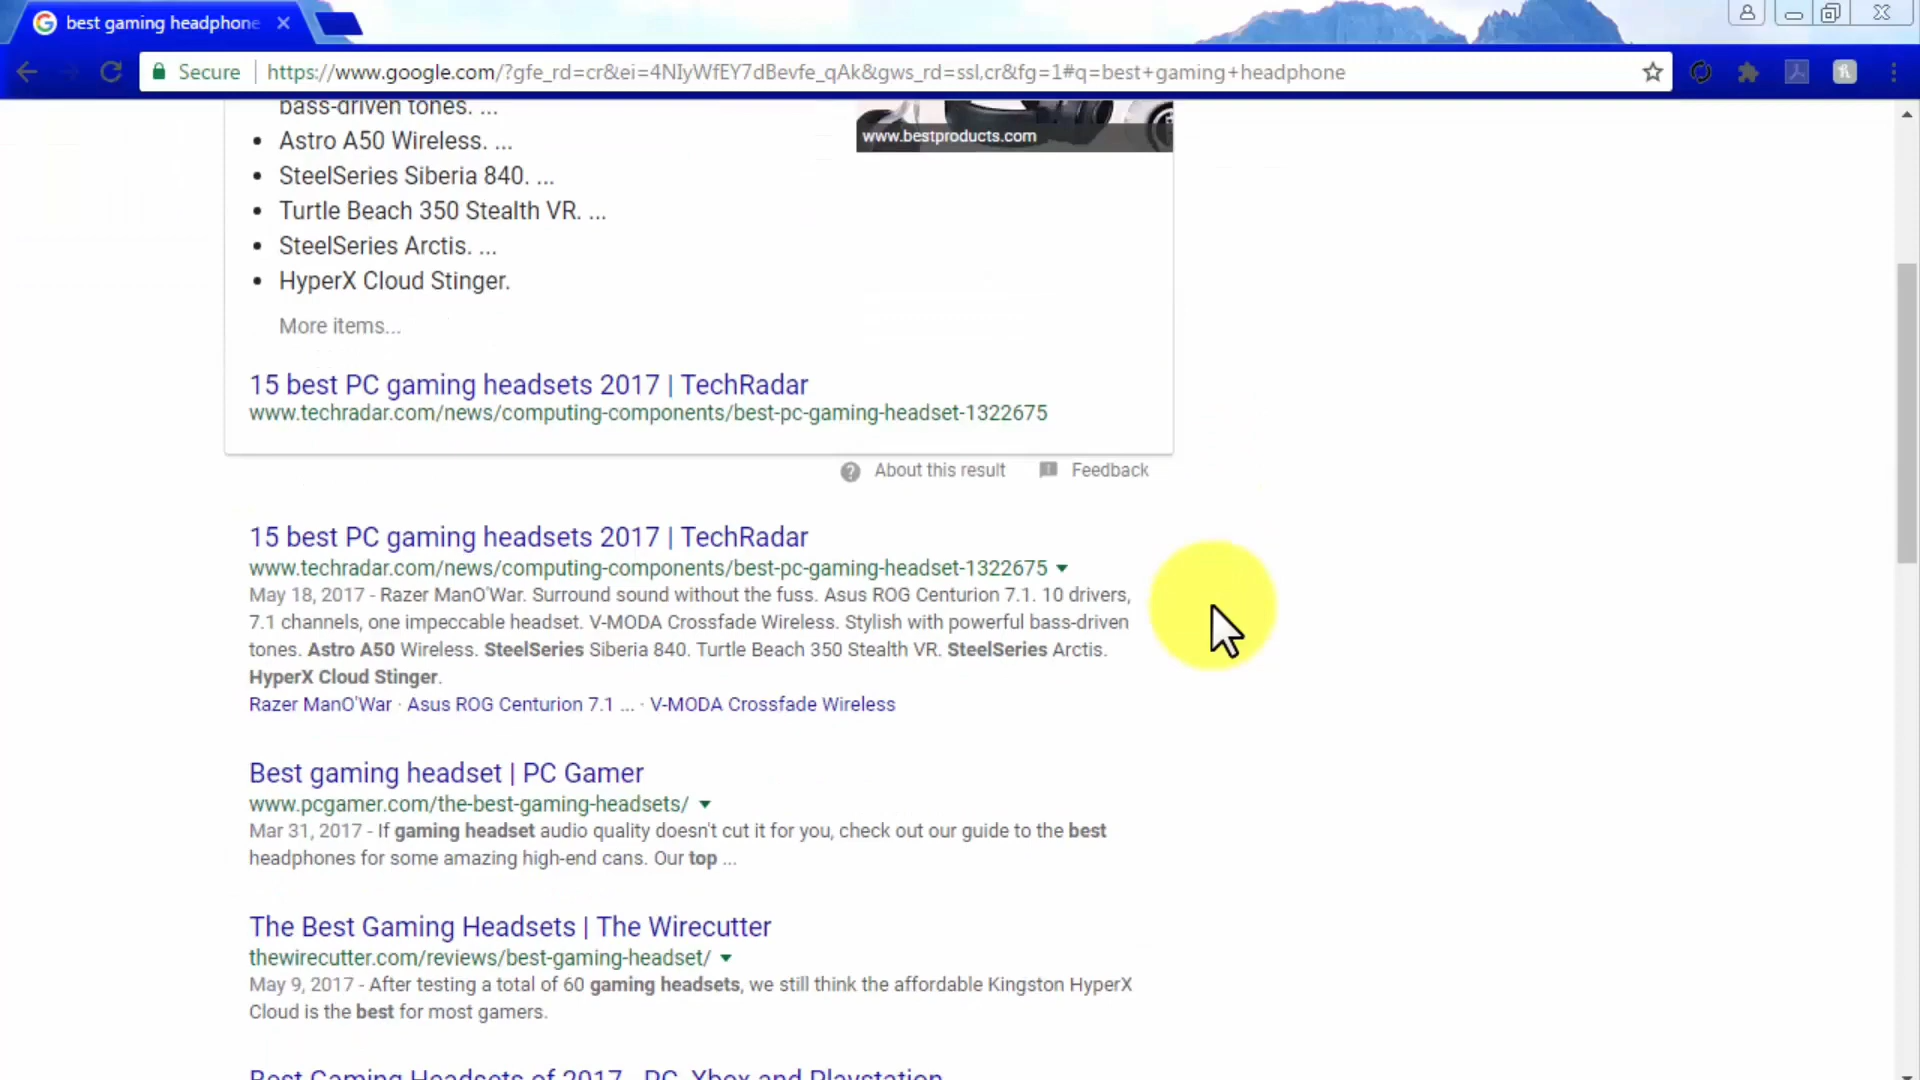 best gaming headphone
Secure https://www.google.com/?gfe_rd=cr&ei=4NIyWfEY7dBevfe_qAk&gws_rd=ssl,cr&fg=1#q=best+gaming+headphone
bass-driven tones. ...
www.bestproducts.com
• Astro A50 Wireless. ...
• SteelSeries Siberia 840. ...
• Turtle Beach 350 Stealth VR. ...
• SteelSeries Arctis. ...
• HyperX Cloud Stinger.
More items...
15 best PC gaming headsets 2017 | TechRadar
www.techradar.com/news/computing-components/best-pc-gaming-headset-1322675
About this result Feedback
15 best PC gaming headsets 2017 | TechRadar
www.techradar.com/news/computing-components/best-pc-gaming-headset-1322675
May 18, 2017 - Razer ManO'War. Surround sound without the fuss. Asus ROG Centurion 7.1. 10 drivers,
7.1 channels, one impeccable headset. V-MODA Crossfade Wireless. Stylish with powerful bass-driven
tones. Astro A50 Wireless. SteelSeries Siberia 840. Turtle Beach 350 Stealth VR. SteelSeries Arctis.
HyperX Cloud Stinger.
Razer ManO'War · Asus ROG Centurion 7.1 ... · V-MODA Crossfade Wireless
Best gaming headset | PC Gamer
www.pcgamer.com/the-best-gaming-headsets/
Mar 31, 2017 - If gaming headset audio quality doesn't cut it for you, check out our guide to the best
headphones for some amazing high-end cans. Our top ...
The Best Gaming Headsets | The Wirecutter
thewirecutter.com/reviews/best-gaming-headset/
May 9, 2017 - After testing a total of 60 gaming headsets, we still think the affordable Kingston HyperX
Cloud is the best for most gamers.
Best Gaming Headsets of 2017 - PC, Xbox and Playstation